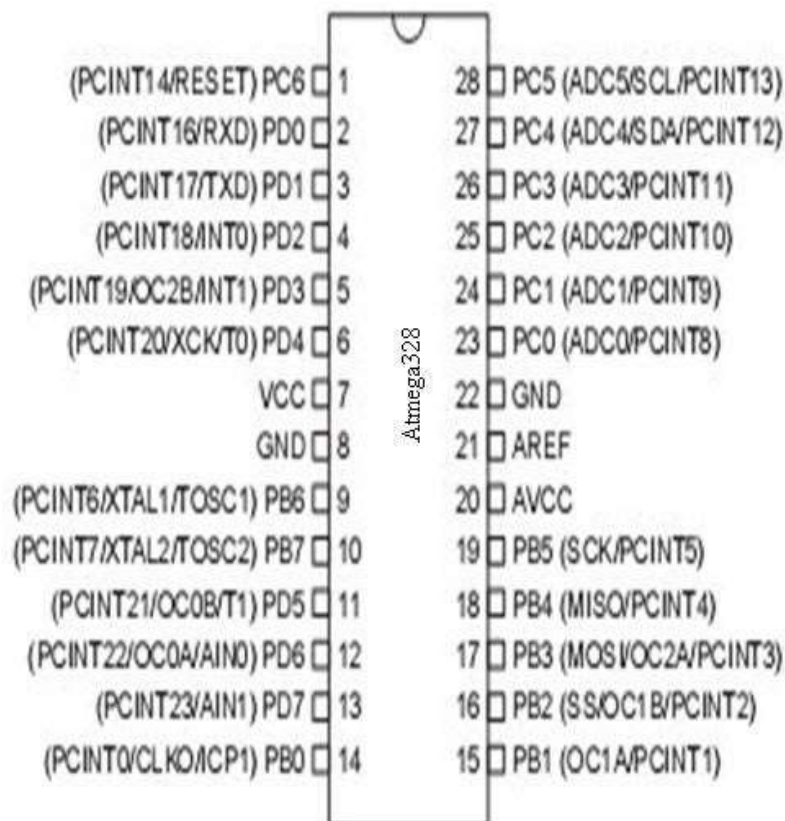 (PCINT14/RESET) PC6 1
(PCINT16/RXD) PD0 2
(PCINT17/TXD) PD1 3
(PCINT18/INT0) PD2 4
(PCINT19/OC2B/INT1) PD3 5
(PCINT20/XCK/T0) PD4 6
VCC 7
GND 8
(PCINT6/XTAL1/TOSC1) PB6 9
(PCINT7/XTAL2/TOSC2) PB7 10
(PCINT21/OC0B/T1) PD5 11
(PCINT22/OC0A/AIN0) PD6 12
(PCINT23/AIN1) PD7 13
(PCINT0/CLKO/ICP1) PB0 14
Atmega328
28 PC5 (ADC5/SCL/PCINT13)
27 PC4 (ADC4/SDA/PCINT12)
26 PC3 (ADC3/PCINT11)
25 PC2 (ADC2/PCINT10)
24 PC1 (ADC1/PCINT9)
23 PC0 (ADC0/PCINT8)
22 GND
21 AREF
20 AVCC
19 PB5 (SCK/PCINT5)
18 PB4 (MISO/PCINT4)
17 PB3 (MOSI/OC2A/PCINT3)
16 PB2 (SS/OC1B/PCINT2)
15 PB1 (OC1A/PCINT1)